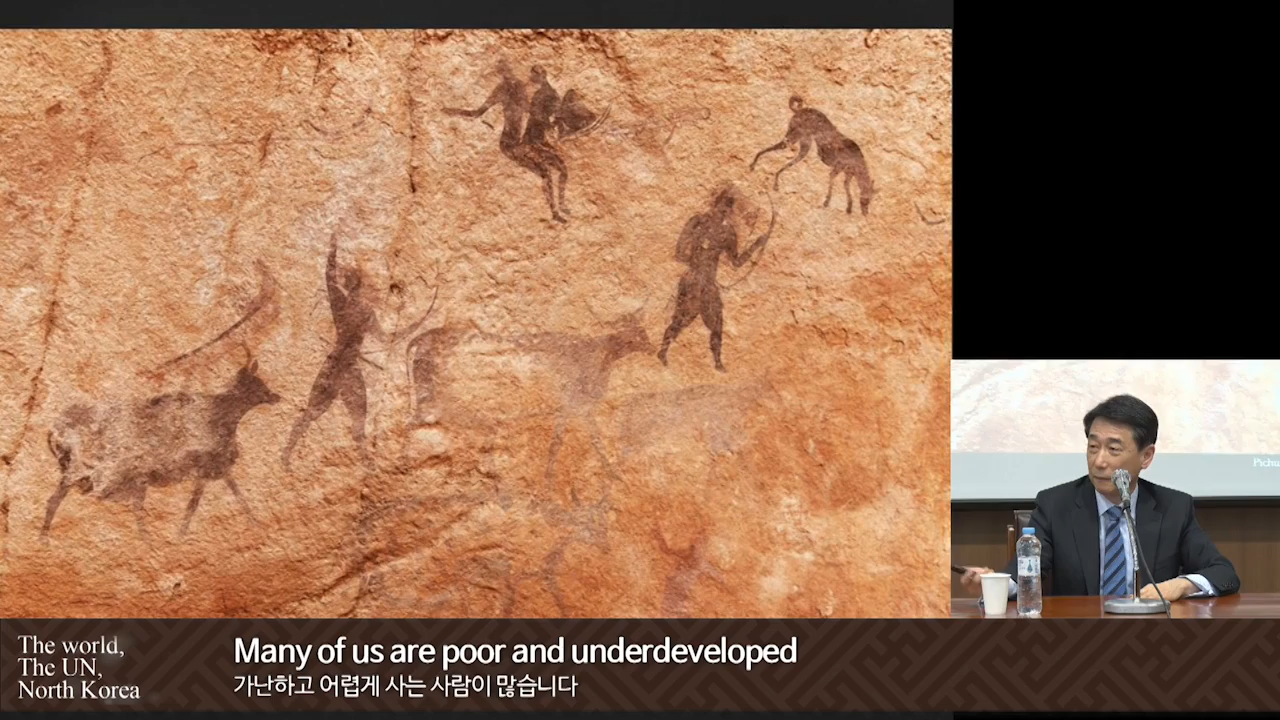 The world,
The UN,
North Korea
Many of us are poor and underdeveloped
가난하고 어렵게 사는 사람이 많습니다